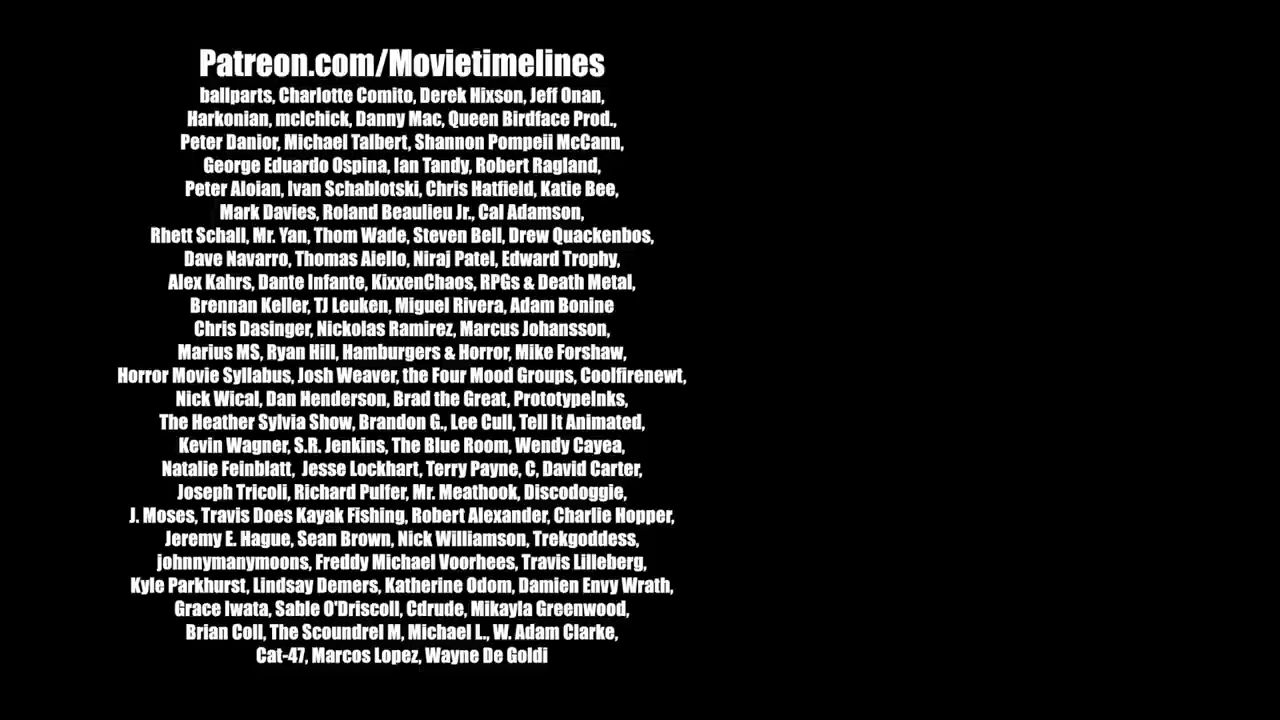 Patreon.com/Movietimelines
ballparts, Charlotte Comito, Derek Hixson, Jeff Onan,
Harkonian, mclchick, Danny Mac, Queen Birdface Prod.,
Peter Danior, Michael Talbert, Shannon Pompeii McCann,
George Eduardo Ospina, Ian Tandy, Robert Ragland,
Peter Aloian, Ivan Schablotski, Chris Hatfield, Katie Bee,
Mark Davies, Roland Beaulieu Jr., Cal Adamson,
Rhett Schall, Mr. Yan, Thom Wade, Steven Bell, Drew Quackenbos,
Dave Navarro, Thomas Aiello, Niraj Patel, Edward Trophy,
Alex Kahrs, Dante Infante, KixxenChaos, RPGs & Death Metal,
Brennan Keller, TJ Leuken, Miguel Rivera, Adam Bonine
Chris Dasinger, Nickolas Ramirez, Marcus Johansson,
Marius MS, Ryan Hill, Hamburgers & Horror, Mike Forshaw,
Horror Movie Syllabus, Josh Weaver, the Four Mood Groups, Coolfirenewt,
Nick Wical, Dan Henderson, Brad the Great, PrototypeInks,
The Heather Sylvia Show, Brandon G., Lee Cull, Tell It Animated,
Kevin Wagner, S.R. Jenkins, The Blue Room, Wendy Cayea,
Natalie Feinblatt,  Jesse Lockhart, Terry Payne, C, David Carter,
Joseph Tricoli, Richard Pulfer, Mr. Meathook, Discodoggie,
J. Moses, Travis Does Kayak Fishing, Robert Alexander, Charlie Hopper,
Jeremy E. Hague, Sean Brown, Nick Williamson, Trekgoddess,
johnnymanymoons, Freddy Michael Voorhees, Travis Lilleberg,
Kyle Parkhurst, Lindsay Demers, Katherine Odom, Damien Envy Wrath,
Grace Iwata, Sable O'Driscoll, Cdrude, Mikayla Greenwood,
Brian Coll, The Scoundrel M, Michael L., W. Adam Clarke,
Cat-47, Marcos Lopez, Wayne De Goldi